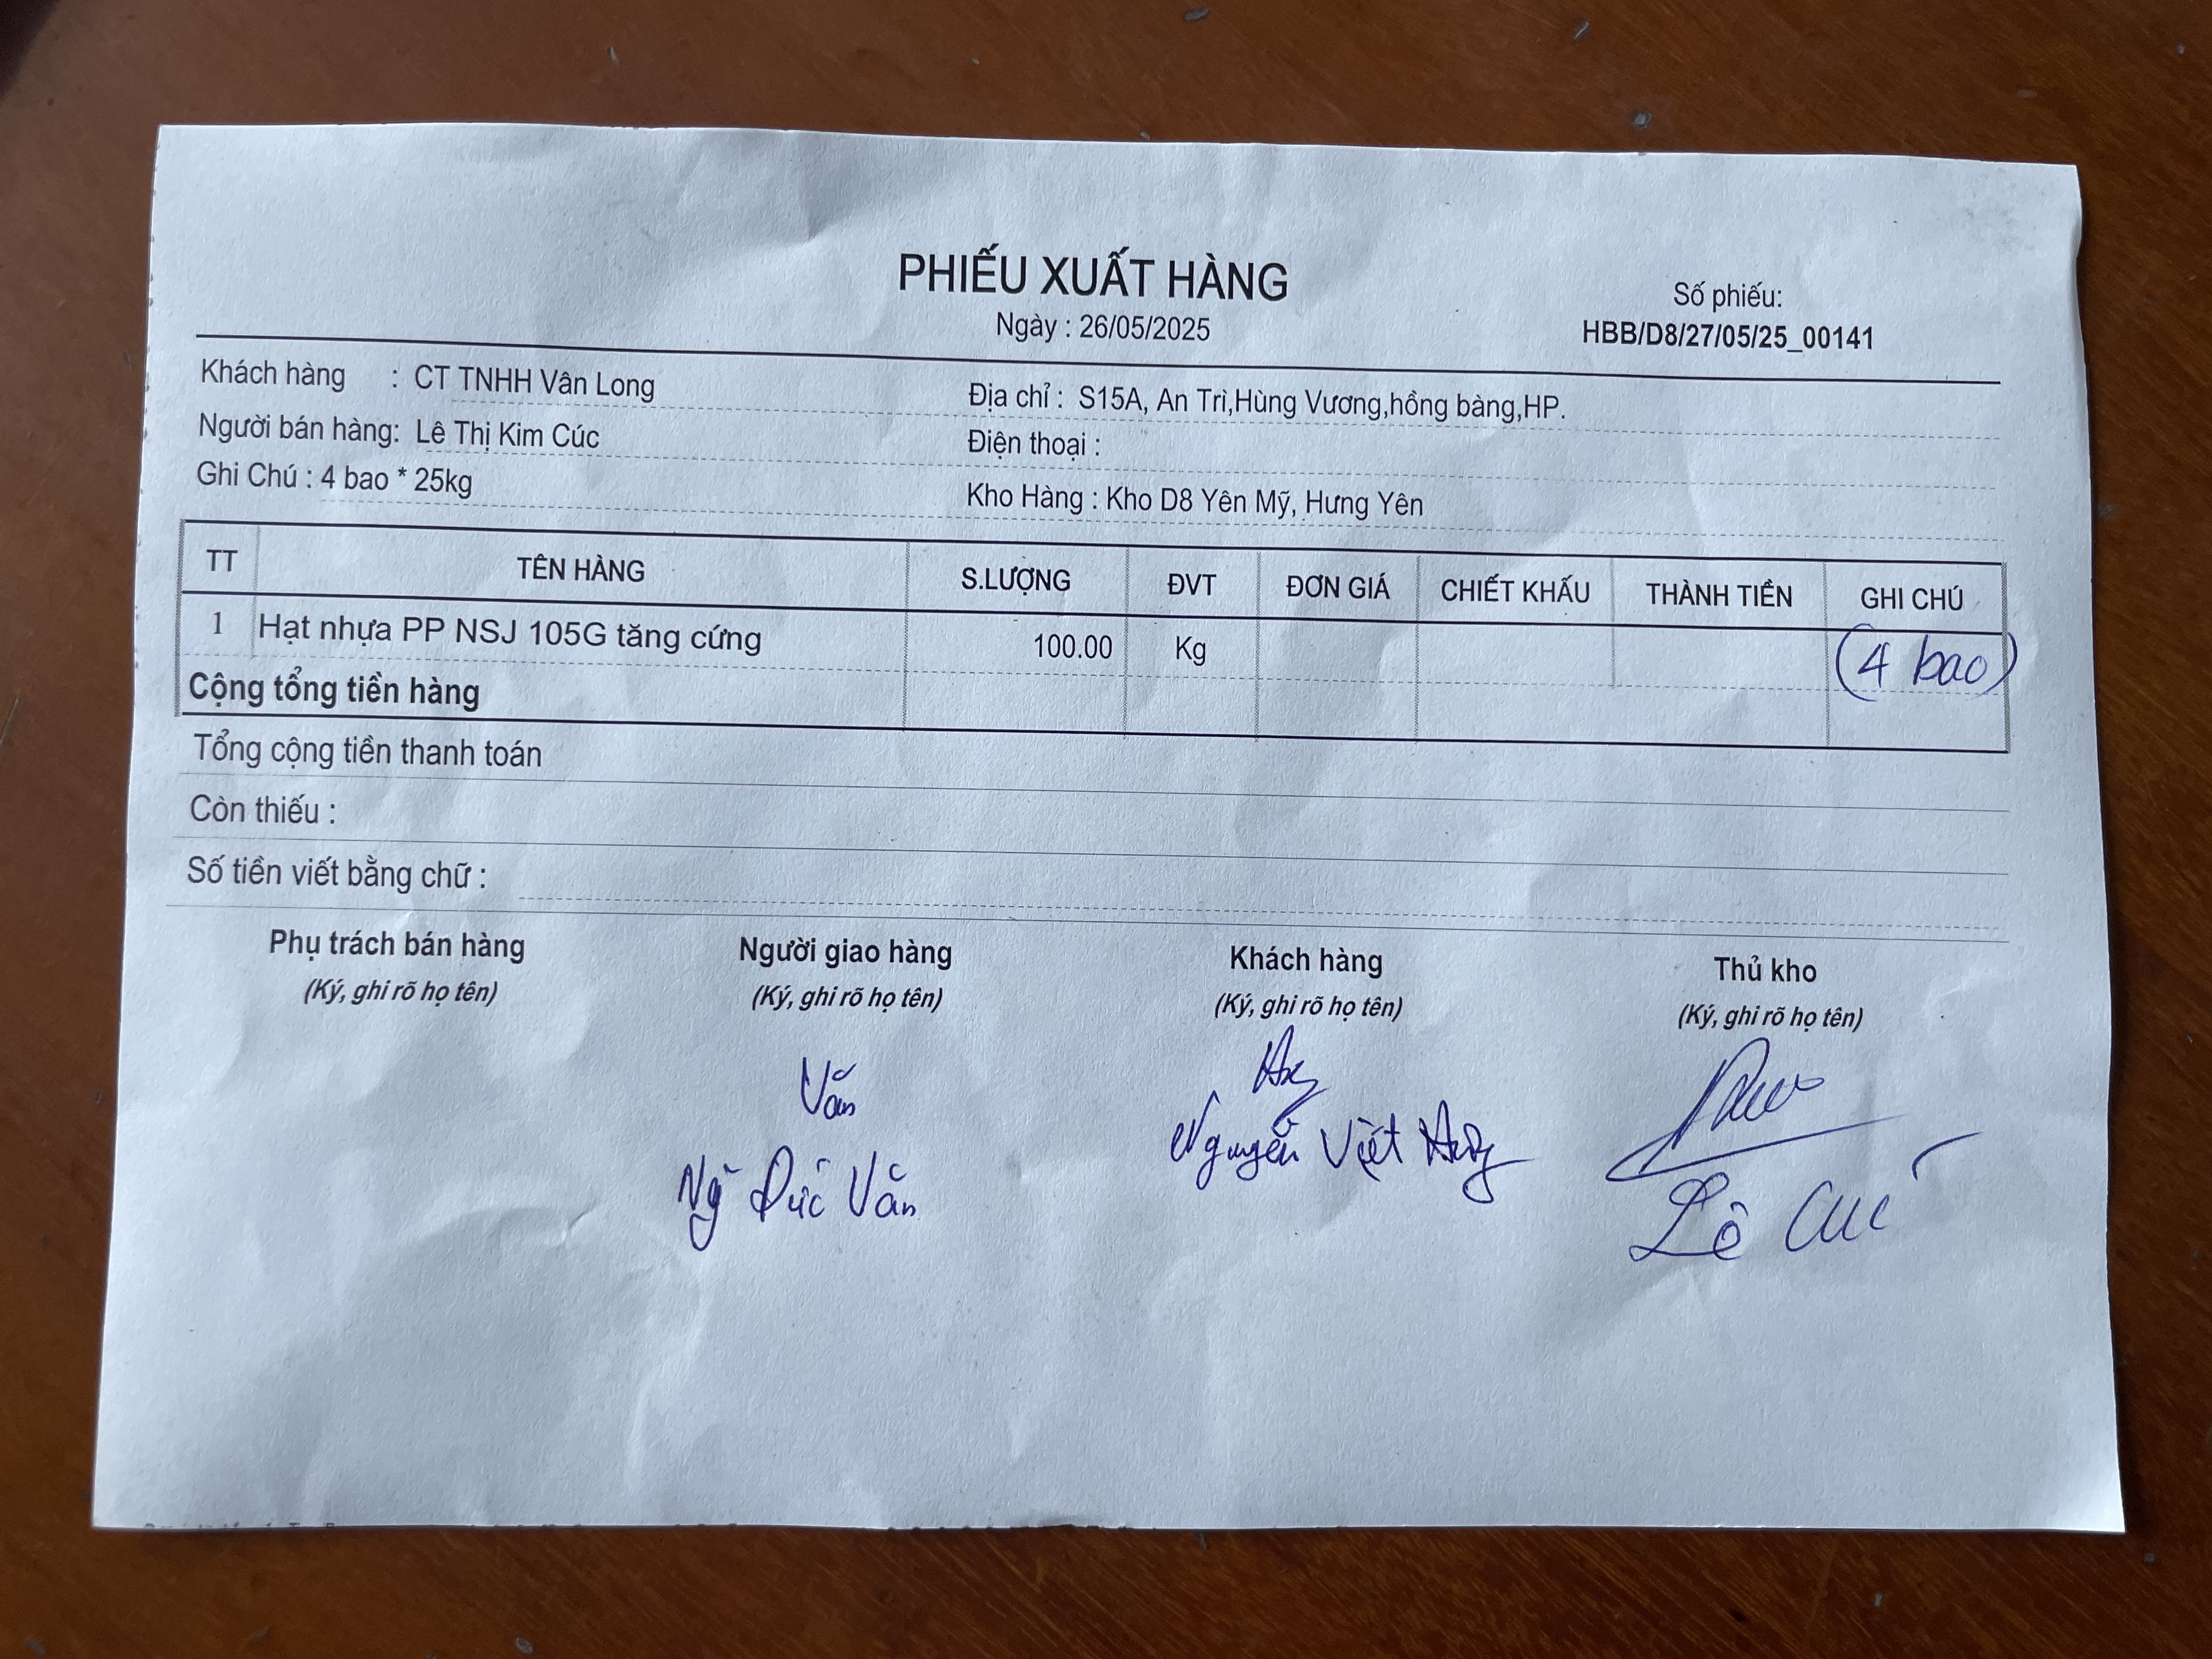 PHIẾU XUẤT HÀNG
Ngày : 26/05/2025
Số phiếu:
HBB/D8/27/05/25_00141
Khách hàng : CT TNHH Vân Long
Địa chỉ : S15A, An Trì,Hùng Vương,hồng bàng,HP.
Người bán hàng: Lê Thị Kim Cúc
Điện thoại :
Ghi Chú : 4 bao * 25kg
Kho Hàng : Kho D8 Yên Mỹ, Hưng Yên
TT TÊN HÀNG S.LƯỢNG ĐVT ĐƠN GIÁ CHIẾT KHẤU THÀNH TIỀN GHI CHÚ
1 Hạt nhựa PP NSJ 105G tăng cứng 100.00 Kg (4 bao)
Cộng tổng tiền hàng
Tổng cộng tiền thanh toán
Còn thiếu :
Số tiền viết bằng chữ :
Phụ trách bán hàng Người giao hàng Khách hàng Thủ kho
(Ký, ghi rõ họ tên) (Ký, ghi rõ họ tên) (Ký, ghi rõ họ tên) (Ký, ghi rõ họ tên)
Văn
Đức Văn Nguyễn Việt Lê Cúc